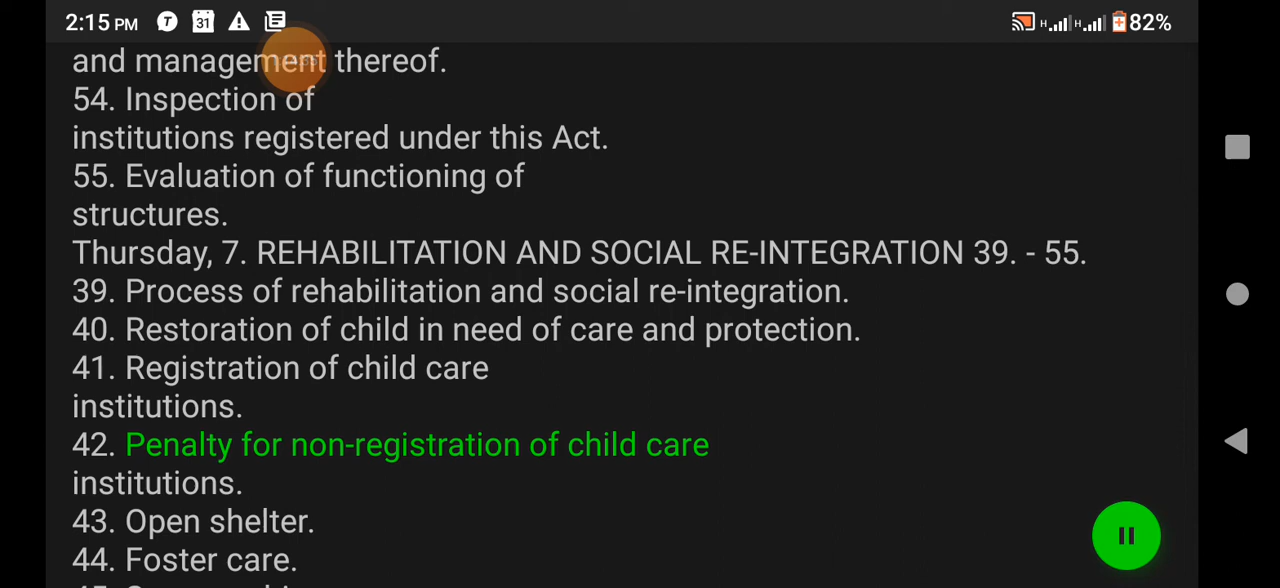 2:15 PM T 31 H H 82%
and management thereof.
54. Inspection of
institutions registered under this Act.
55. Evaluation of functioning of
structures.
Thursday, 7. REHABILITATION AND SOCIAL RE-INTEGRATION 39. - 55.
39. Process of rehabilitation and social re-integration.
40. Restoration of child in need of care and protection.
41. Registration of child care
institutions.
42. Penalty for non-registration of child care
institutions.
43. Open shelter.
44. Foster care.